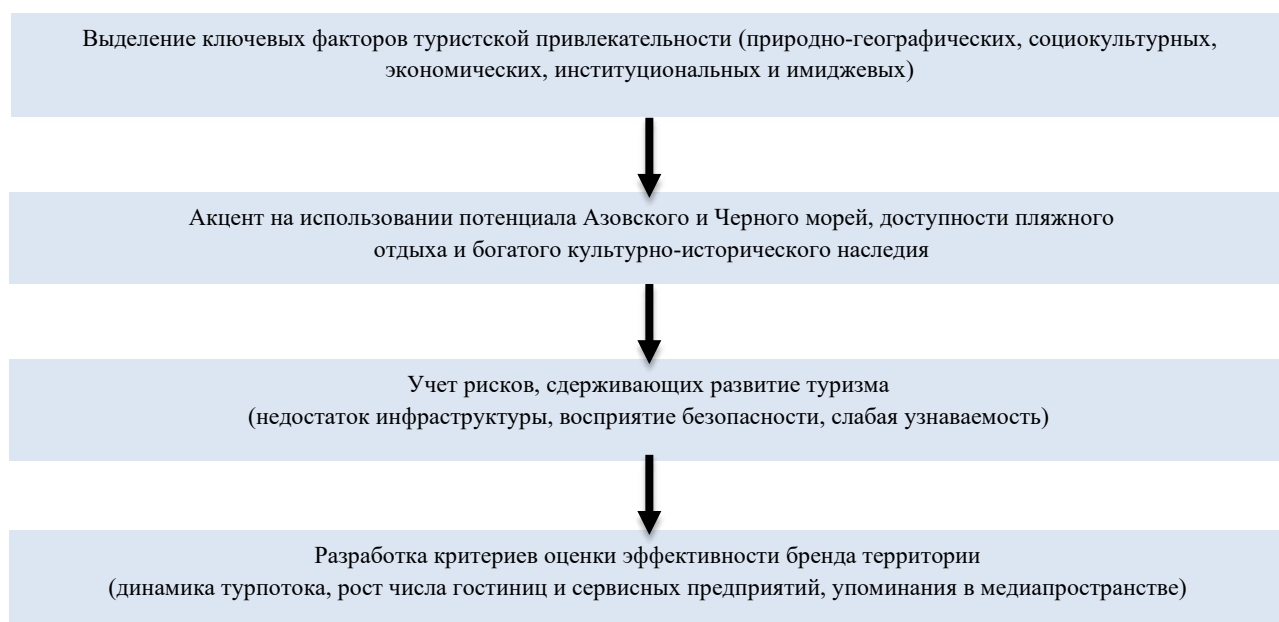 Выделение ключевых факторов туристской привлекательности (природно-географических, социокультурных,
экономических, институциональных и имиджевых)
Акцент на использовании потенциала Азовского и Черного морей, доступности пляжного
отдыха и богатого культурно-исторического наследия
Учет рисков, сдерживающих развитие туризма
(недостаток инфраструктуры, восприятие безопасности, слабая узнаваемость)
Разработка критериев оценки эффективности бренда территории
(динамика турпотока, рост числа гостиниц и сервисных предприятий, упоминания в медиапространстве)